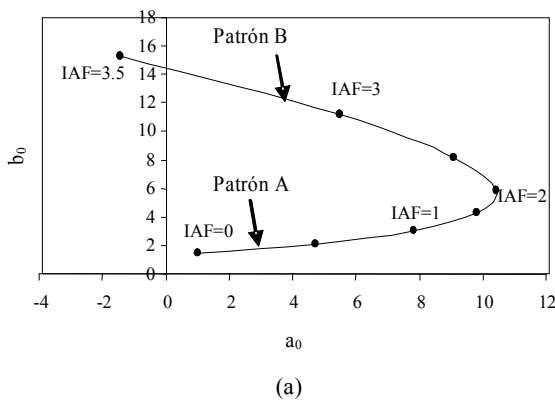 18
16
14
12
10
8
6
4
2
0
b₀
Patrón B
IAF=3.5
IAF=3
IAF=2
Patrón A
IAF=1
IAF=0
-4
-2
0
2
4
6
8
10
12
a₀
(a)